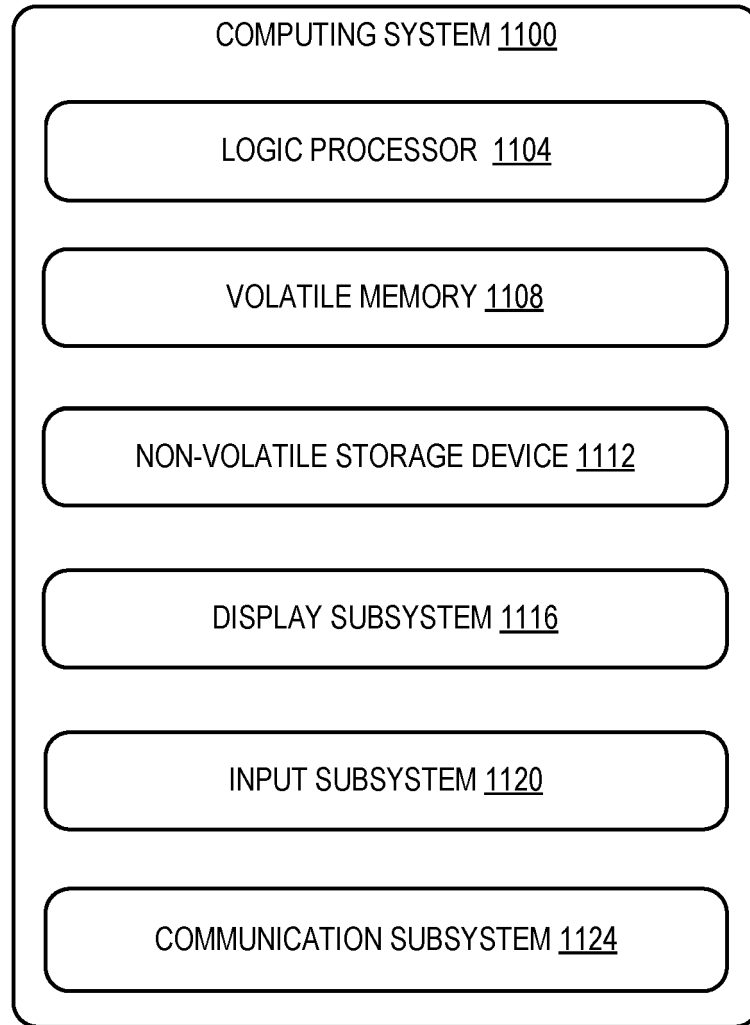 COMPUTING SYSTEM 1100
LOGIC PROCESSOR 1104
VOLATILE MEMORY 1108
NON-VOLATILE STORAGE DEVICE 1112
DISPLAY SUBSYSTEM 1116
INPUT SUBSYSTEM 1120
COMMUNICATION SUBSYSTEM 1124